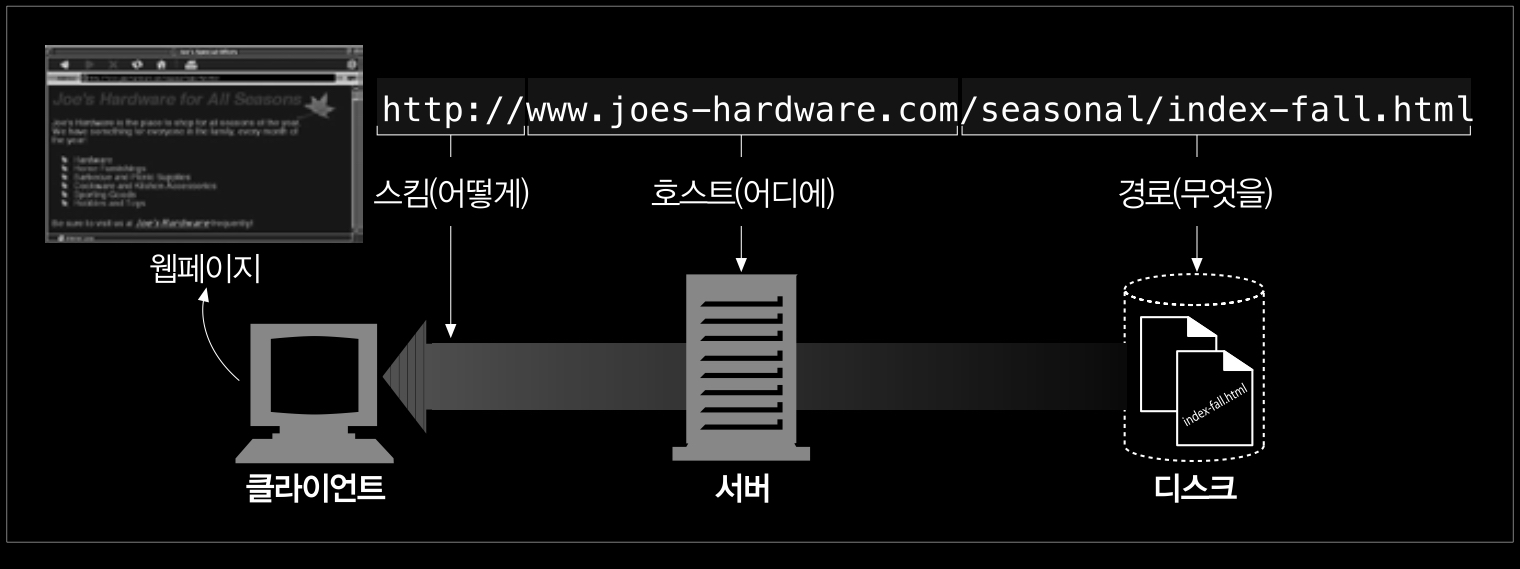 Joe's Hardware for All Seasons
Joe's Hardware is the place to shop for all seasons of the year.
We have something for everyone in the family, every month of
the year!
Hardware
Home Furnishings
Barbecue and Picnic Supplies
Cookware and Kitchen Accessories
Sporting Goods
Hobbies and Toys
Be sure to visit us at Joe's Hardware frequently!
http://www.joes-hardware.com/seasonal/index-fall.html
스킴(어떻게)
호스트(어디에)
경로(무엇을)
웹페이지
index-fall.html
클라이언트
서버
디스크